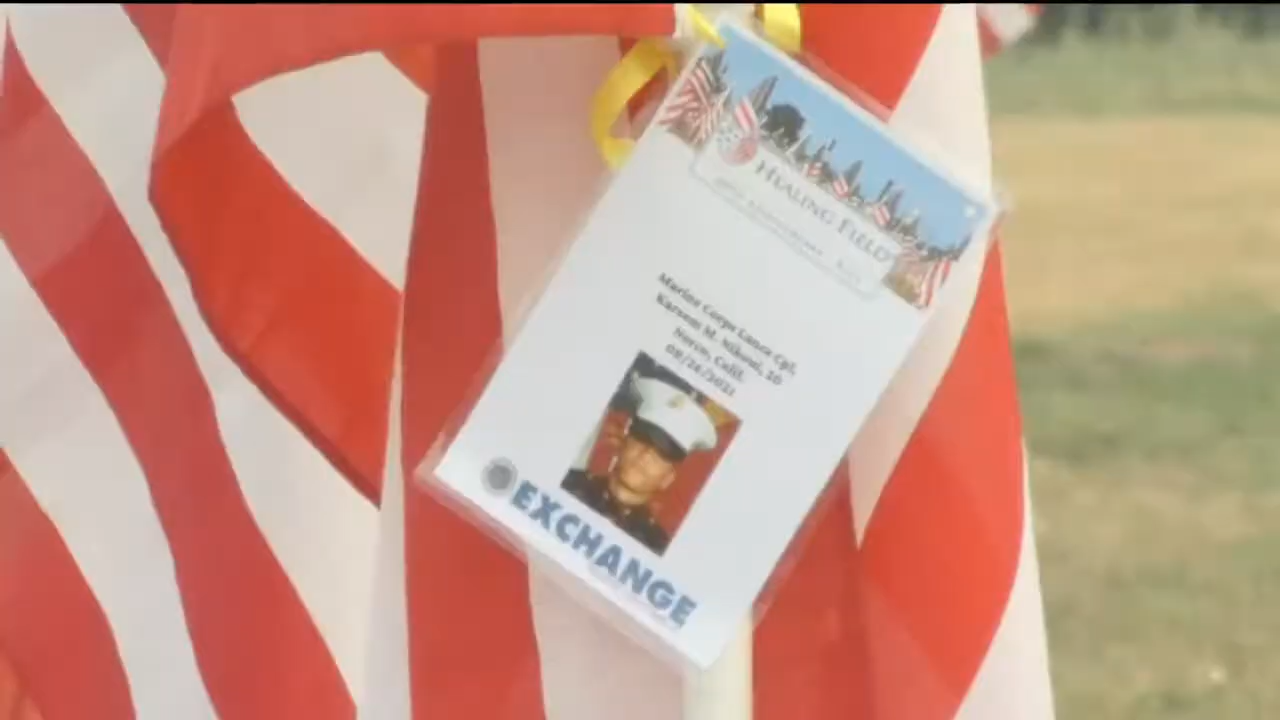 HEALING FIELD
Marine Corps Lance Cpl.
Kareem M. Nikoui, 20
Norco, Calif.
08/26/2021
EXCHANGE